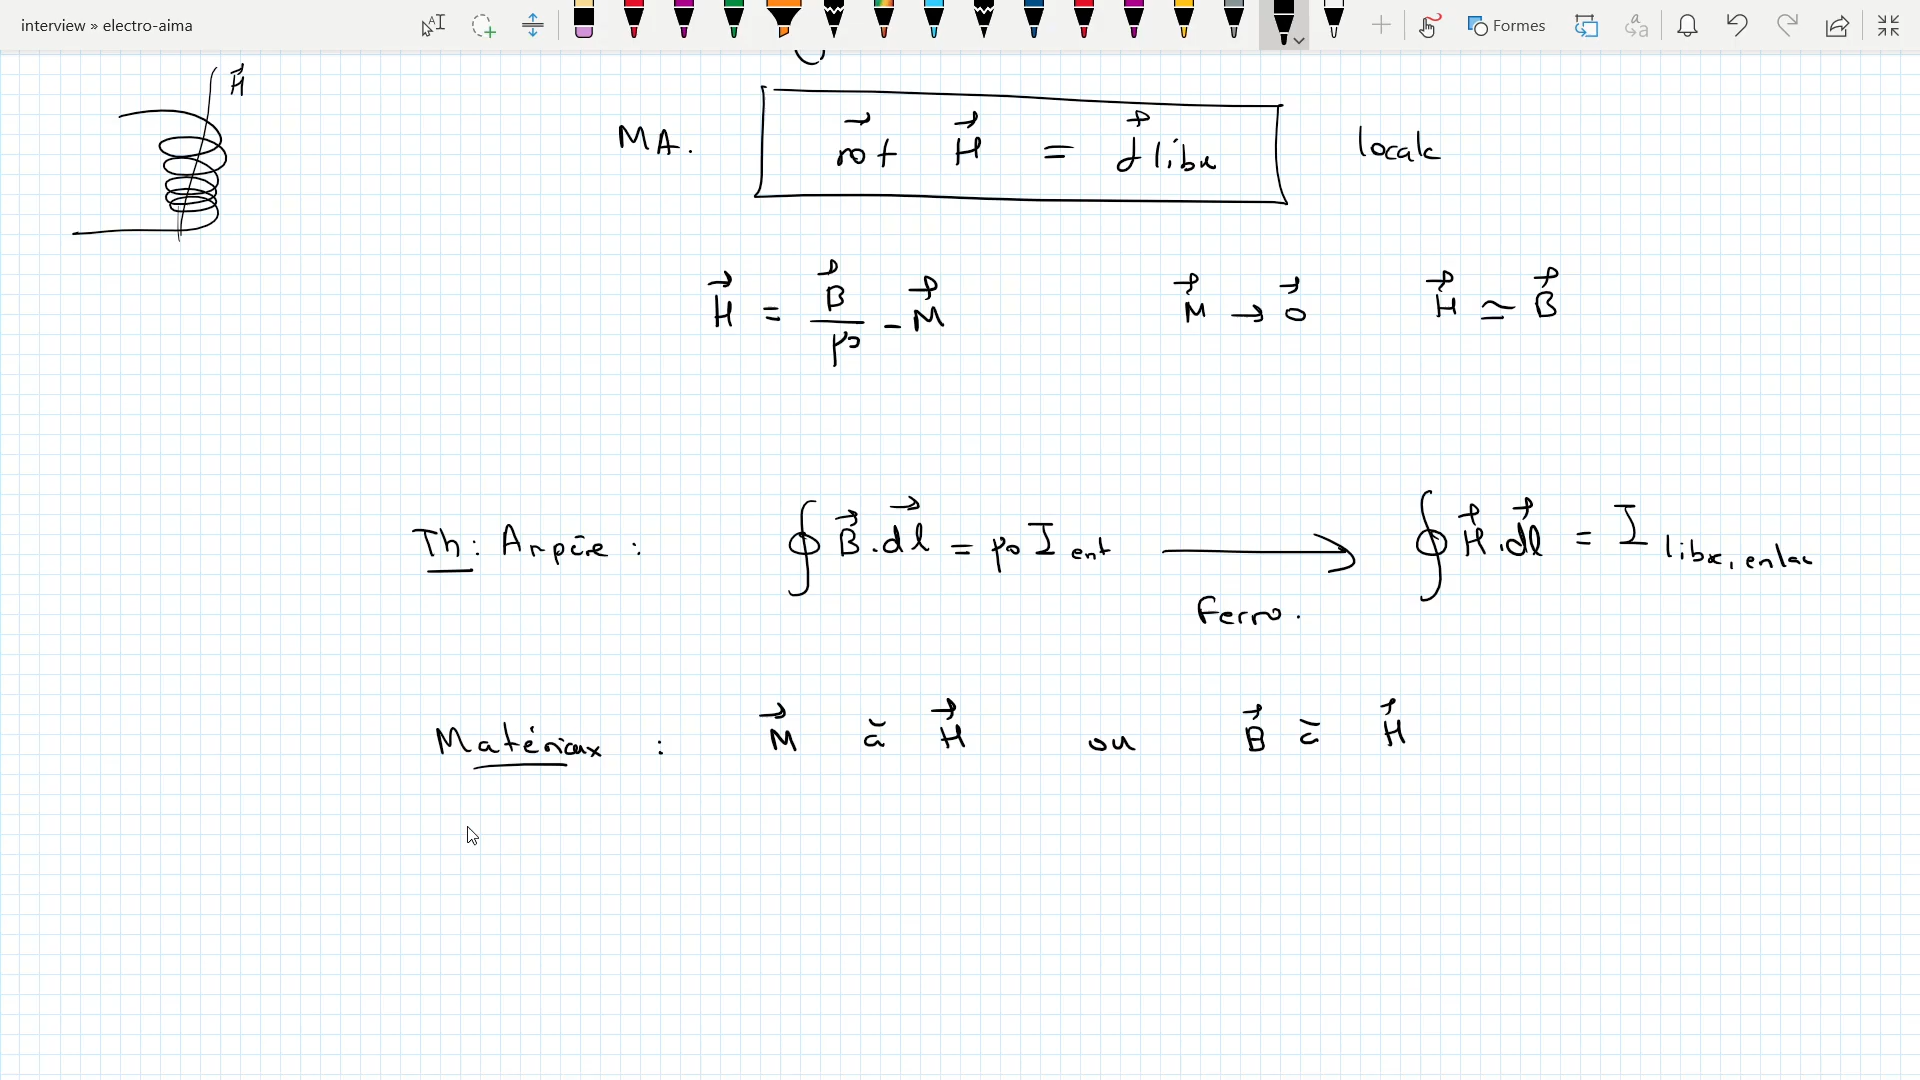 interview » electro-aima
Formes
H⃗
MA. rot⃗ H⃗ = J⃗ libre locale
H⃗ = B⃗/μ0 - M⃗ M⃗ → 0⃗ H⃗ ≃ B⃗
Th : Ampère : ∮ B⃗ . dl⃗ = μ0 I ent → ∮ H⃗ . dl⃗ = I libre, enlac
Ferro .
Matériaux : M⃗ à H⃗ ou B⃗ à H⃗